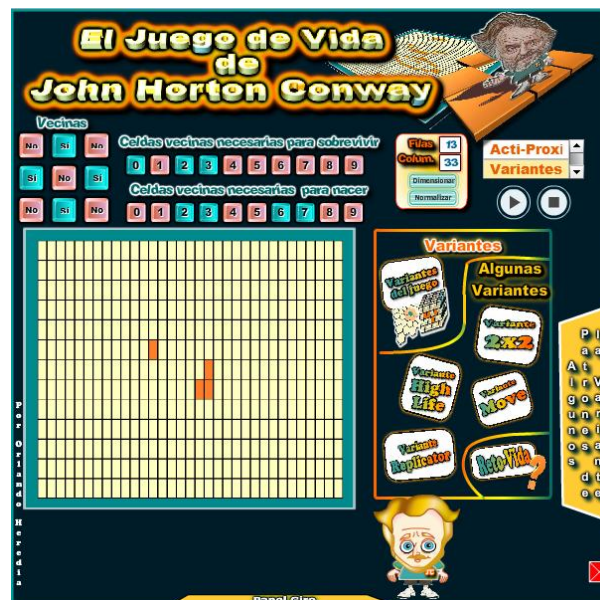 El Juego de Vida
de
John Horton Conway
Vecinas
No Si No
Si No Si
No Si No
Celdas vecinas necesarias para sobrevivir
0 1 2 3 4 5 6 7 8 9
Celdas vecinas necesarias para nacer
0 1 2 3 4 5 6 7 8 9
Filas 13
Colum. 33
Dimensionar
Normalizar
Acti-Proxi
Variantes
Variantes
Algunas
Variantes
Variantes
del juego
Variante
2x2
Variante
High
Life
Variante
Move
Variante
Replicator
Reto-Vida
?
Por Orlando Heredia
Panel Giro